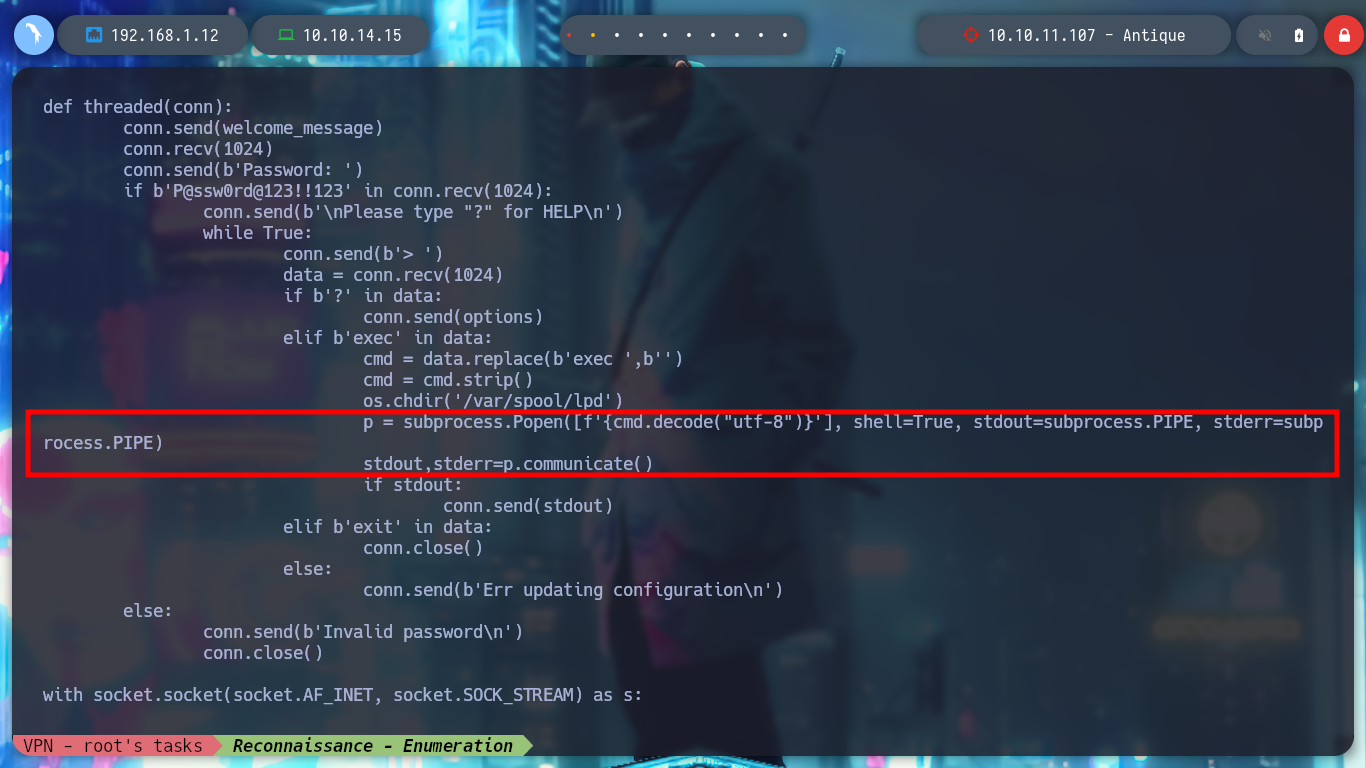 192.168.1.12
10.10.14.15
10.10.11.107 - Antique
def threaded(conn):
        conn.send(welcome_message)
        conn.recv(1024)
        conn.send(b'Password: ')
        if b'P@ssw0rd@123!!123' in conn.recv(1024):
                conn.send(b'\nPlease type "?" for HELP\n')
                while True:
                        conn.send(b'> ')
                        data = conn.recv(1024)
                        if b'?' in data:
                                conn.send(options)
                        elif b'exec' in data:
                                cmd = data.replace(b'exec ',b'')
                                cmd = cmd.strip()
                                os.chdir('/var/spool/lpd')
                                p = subprocess.Popen([f'{cmd.decode("utf-8")}'], shell=True, stdout=subprocess.PIPE, stderr=subp
rocess.PIPE)
                                stdout,stderr=p.communicate()
                                if stdout:
                                        conn.send(stdout)
                        elif b'exit' in data:
                                conn.close()
                        else:
                                conn.send(b'Err updating configuration\n')
        else:
                conn.send(b'Invalid password\n')
                conn.close()
with socket.socket(socket.AF_INET, socket.SOCK_STREAM) as s:
VPN - root's tasks
Reconnaissance - Enumeration